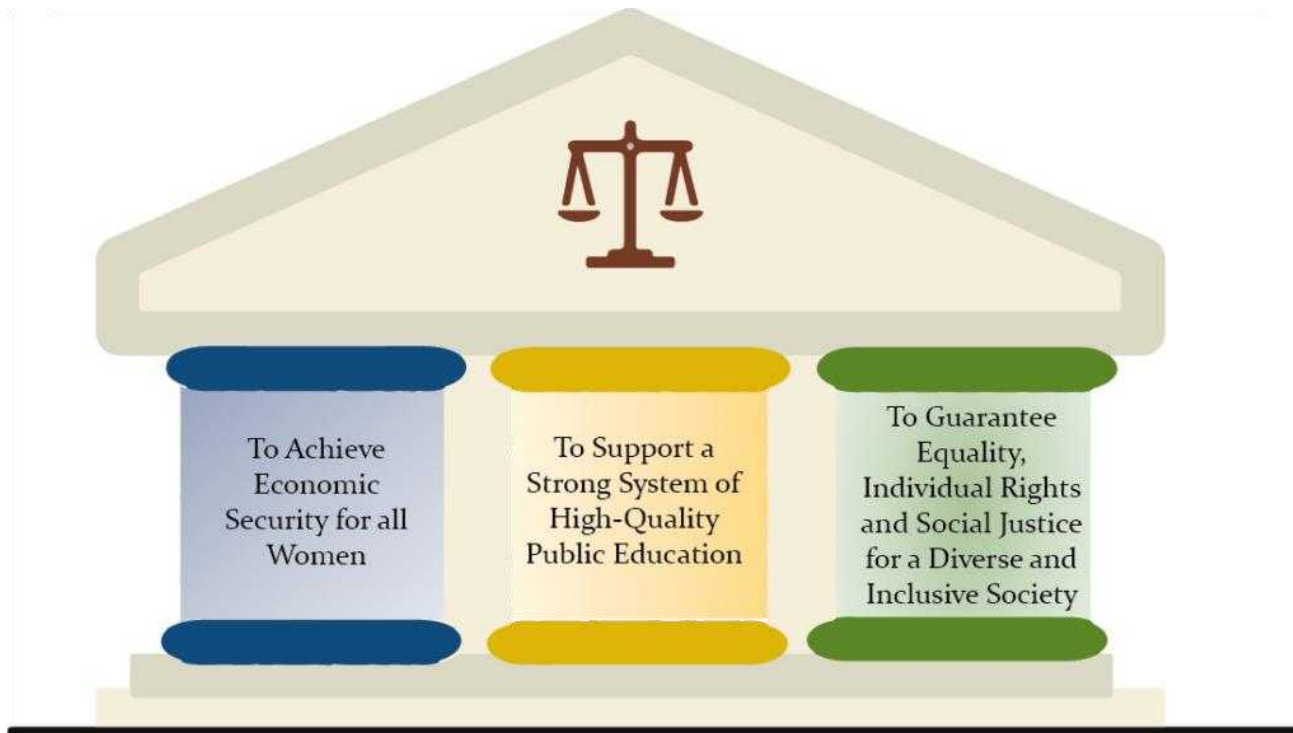 To Achieve
Economic
Security for all
Women
To Support a
Strong System of
High-Quality
Public Education
To Guarantee
Equality,
Individual Rights
and Social Justice
for a Diverse and
Inclusive Society